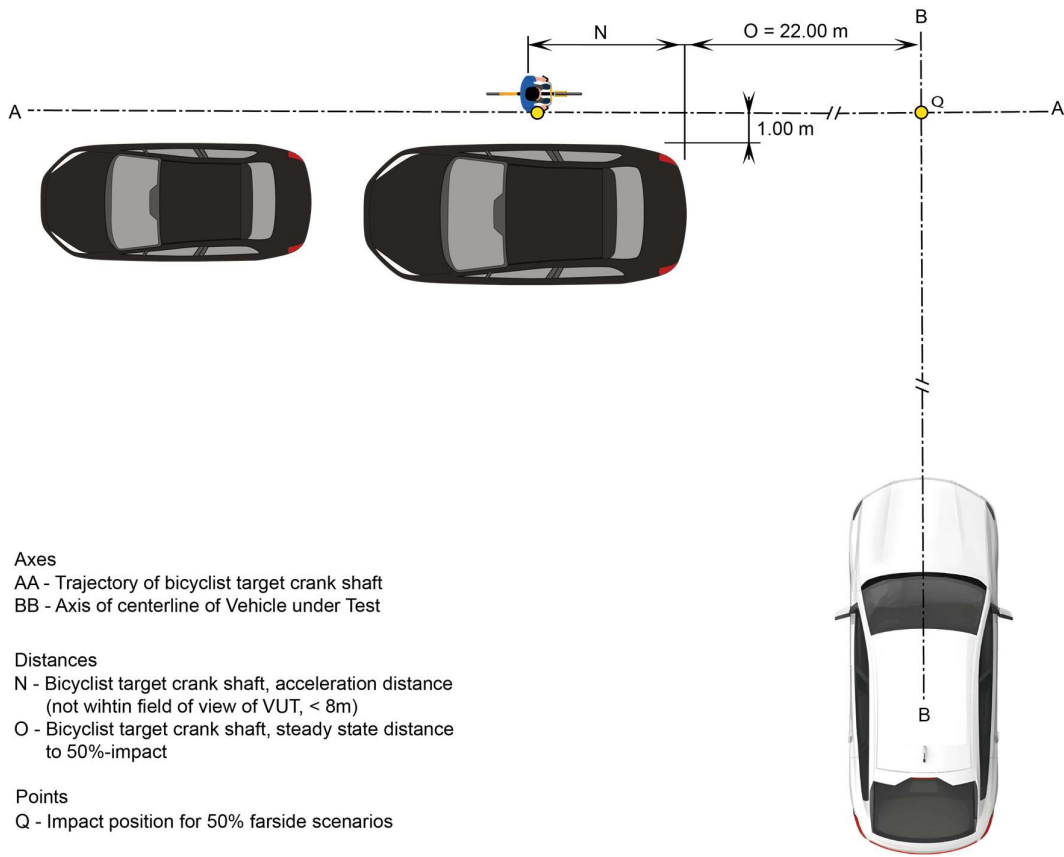 B
N
O = 22.00 m
A
Q
A
1.00 m
B
Axes
AA - Trajectory of bicyclist target crank shaft
BB - Axis of centerline of Vehicle under Test
Distances
N - Bicyclist target crank shaft, acceleration distance
(not wihtin field of view of VUT, < 8m)
O - Bicyclist target crank shaft, steady state distance
to 50%-impact
Points
Q - Impact position for 50% farside scenarios